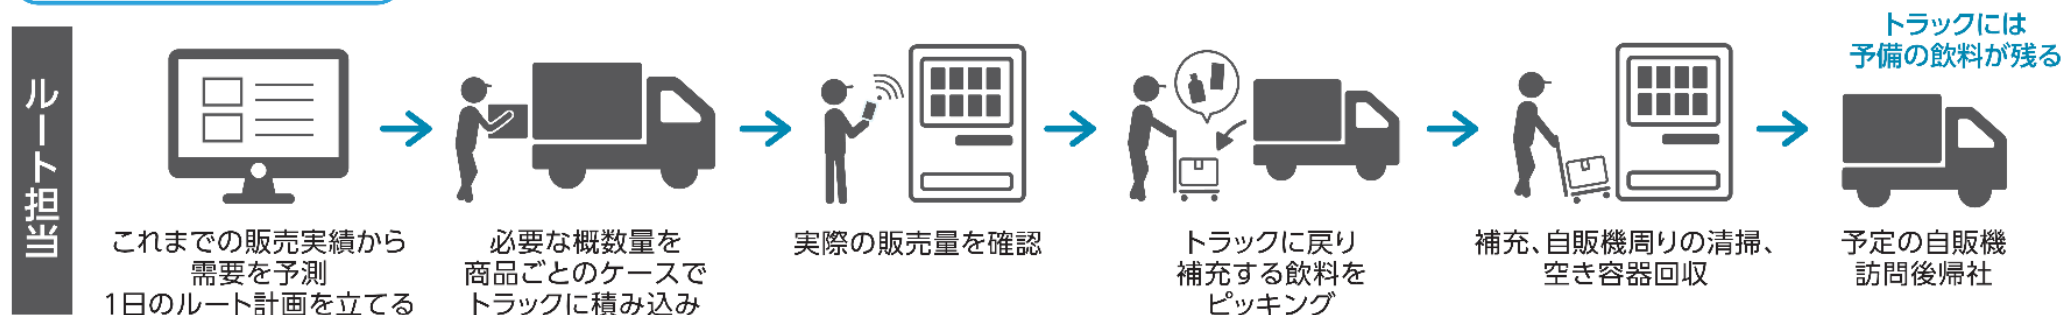 ルート担当
これまでの販売実績から
需要を予測
1日のルート計画を立てる
必要な概数量を
商品ごとのケースで
トラックに積み込み
実際の販売量を確認
トラックに戻り
補充する飲料を
ピッキング
補充、自販機周りの清掃、
空き容器回収
トラックには
予備の飲料が残る
予定の自販機
訪問後帰社